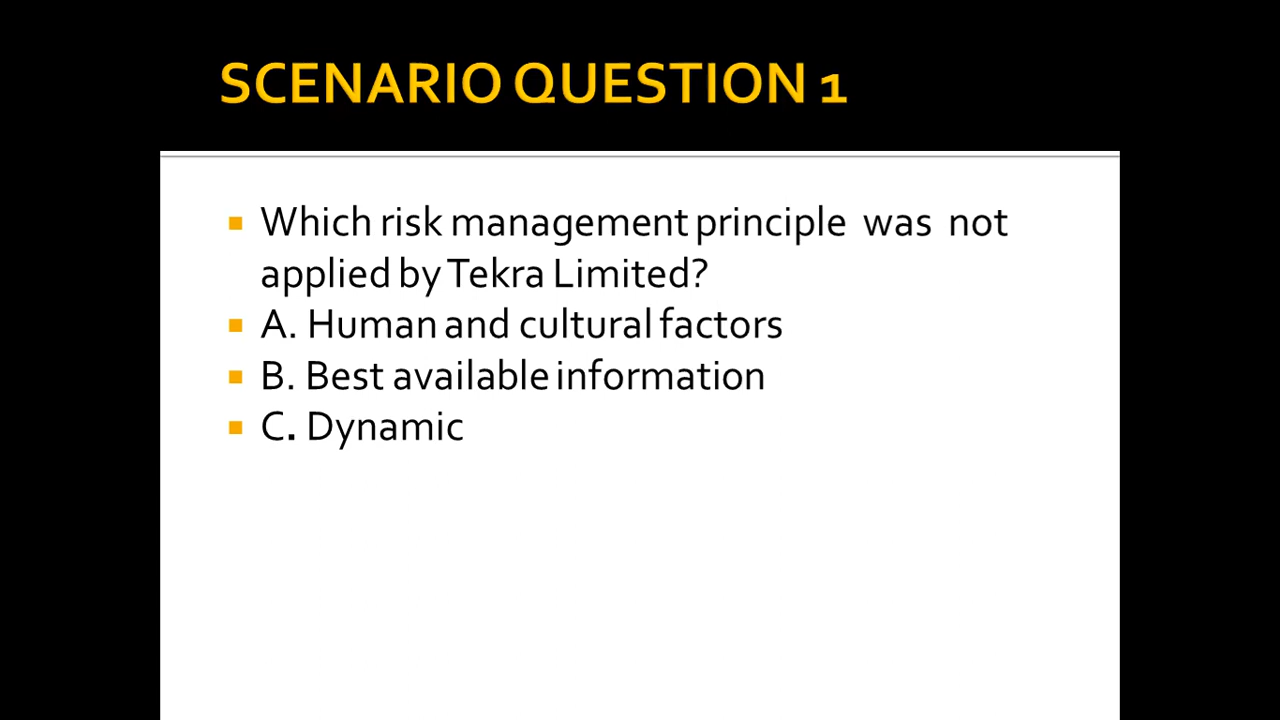 SCENARIO QUESTION 1
Which risk management principle was not
applied by Tekra Limited?
A. Human and cultural factors
B. Best available information
C. Dynamic